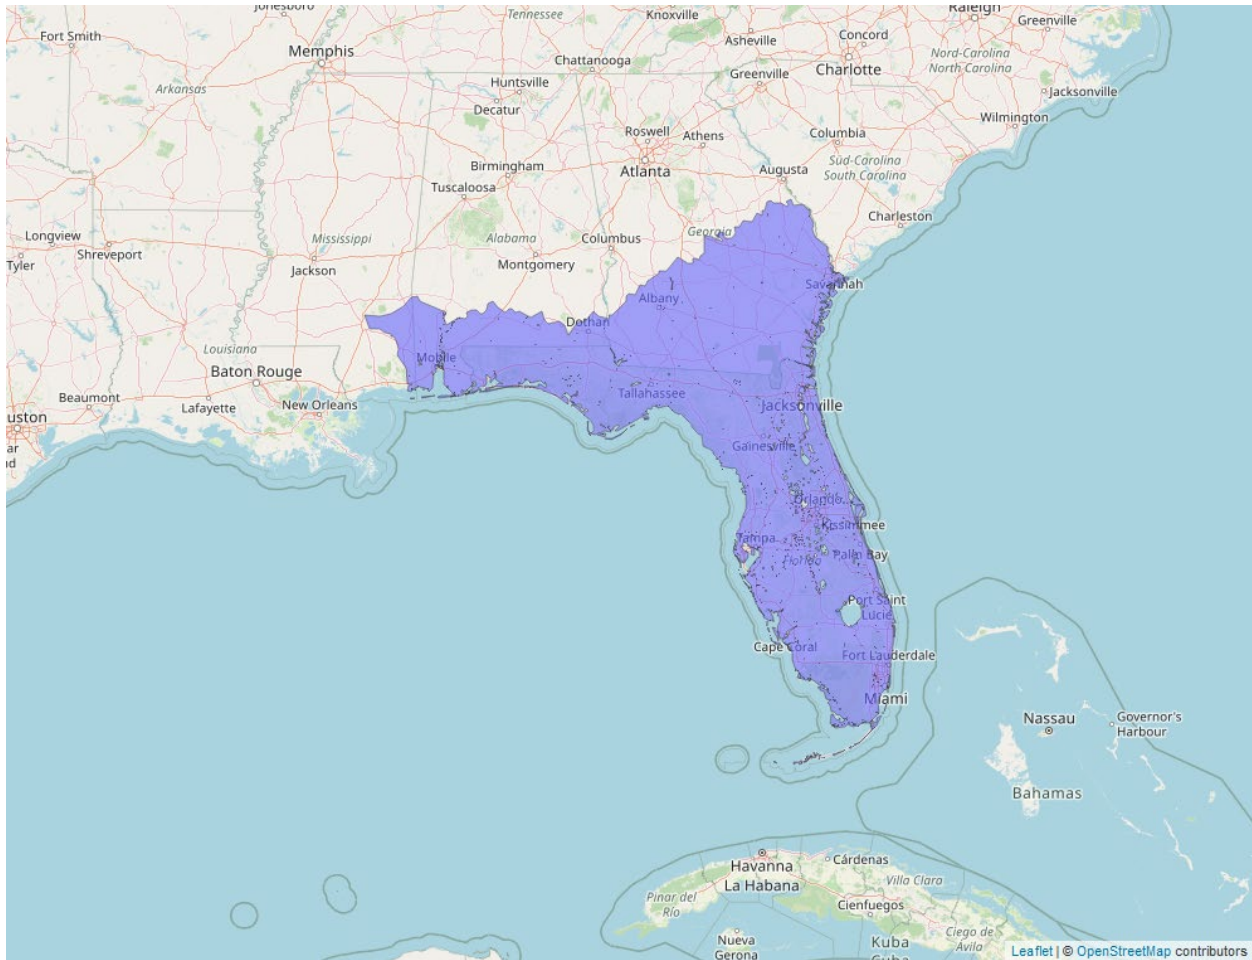 Jonesboro
Tennessee
Knoxville
Raleigh
Greenville
Fort Smith
Memphis
Asheville
Concord
Chattanooga
Nord-Carolina
North Carolina
Greenville
Charlotte
Huntsville
Arkansas
Jacksonville
Decatur
Wilmington
Roswell
Athens
Columbia
Birmingham
Atlanta
Augusta
Süd-Carolina
South Carolina
Tuscaloosa
Charleston
Longview
Shreveport
Mississippi
Alabama
Columbus
Georgia
Tyler
Jackson
Montgomery
Savannah
Albany
Dothan
Louisiana
Mobile
Baton Rouge
Beaumont
Lafayette
New Orleans
Tallahassee
Jacksonville
uston
Gainesville
ar
nd
Orlando
Kissimmee
Tampa
Palm Bay
Florida
Port Saint
Lucie
Cape Coral
Fort Lauderdale
Miami
Nassau
Governor's
Harbour
Bahamas
Havanna
La Habana
Cárdenas
Villa Clara
Pinar del
Río
Cienfuegos
Nueva
Gerona
Kuba
Cuba
Ciego de
Ávila
Leaflet | © OpenStreetMap contributors